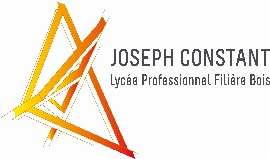 JOSEPH CONSTANT
Lycée Professionnel Filière Bois